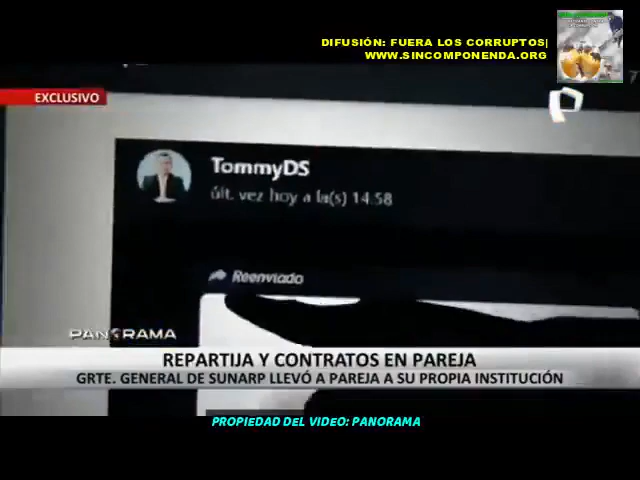 DIFUSIÓN: FUERA LOS CORRUPTOS|
WWW.SINCOMPONENDA.ORG
EXCLUSIVO
TommyDS
últ. vez hoy a la(s) 14:58
Reenviado
PANORAMA
REPARTIJA Y CONTRATOS EN PAREJA
GRTE. GENERAL DE SUNARP LLEVÓ A PAREJA A SU PROPIA INSTITUCIÓN
PROPIEDAD DEL VIDEO: PANORAMA